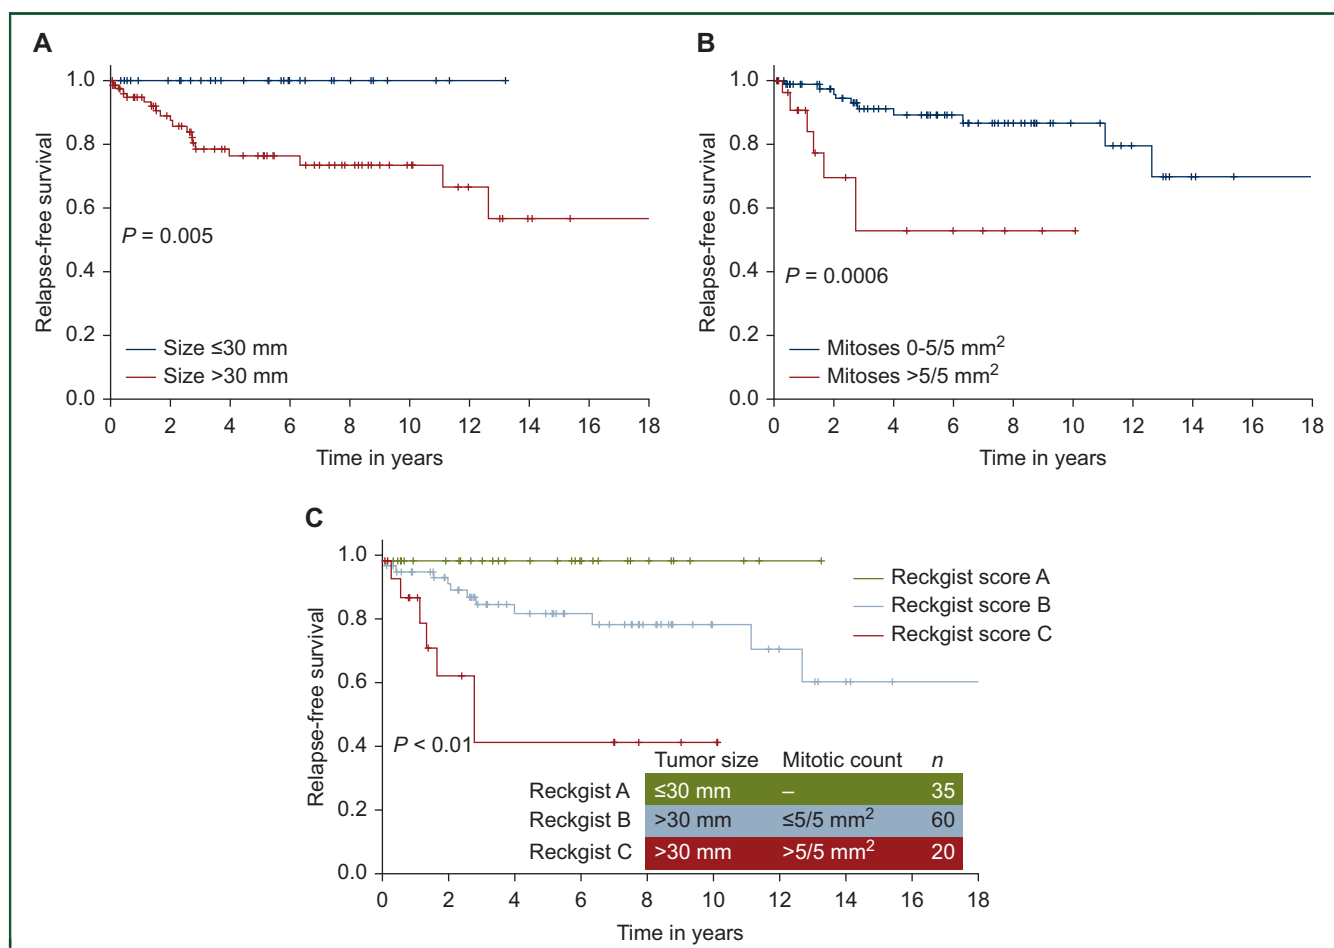 A
1.0
0.8
0.6
0.4
0.2
0.0
Relapse-free survival
P = 0.005
Size ≤30 mm
Size >30 mm
0 2 4 6 8 10 12 14 16 18
Time in years
B
1.0
0.8
0.6
0.4
0.2
0.0
Relapse-free survival
P = 0.0006
Mitoses 0-5/5 mm²
Mitoses >5/5 mm²
0 2 4 6 8 10 12 14 16 18
Time in years
C
1.0
0.8
0.6
0.4
0.2
0.0
Relapse-free survival
Reckgist score A
Reckgist score B
Reckgist score C
P < 0.01
Tumor size Mitotic count n
Reckgist A ≤30 mm – 35
Reckgist B >30 mm ≤5/5 mm² 60
Reckgist C >30 mm >5/5 mm² 20
0 2 4 6 8 10 12 14 16 18
Time in years